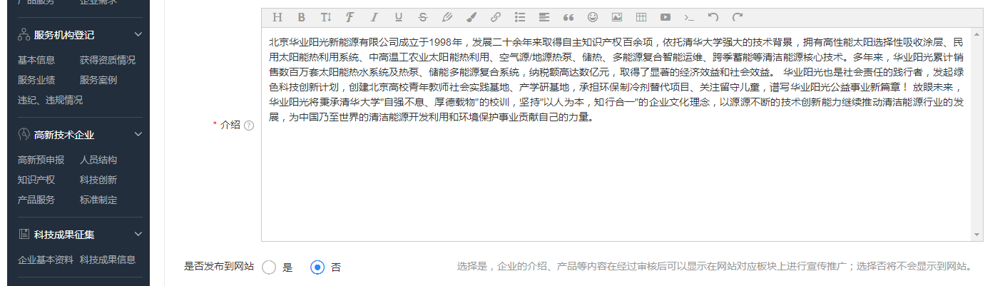 产品服务 企业需求
服务机构登记
基本信息 获得资质情况
服务业绩 服务案例
违纪、违规情况
高新技术企业
高新预申报 人员结构
知识产权 科技创新
产品服务 标准制定
科技成果征集
企业基本资料 科技成果信息
* 介绍
北京华业阳光新能源有限公司成立于1998年，发展二十余年来取得自主知识产权百余项，依托清华大学强大的技术背景，拥有高性能太阳选择性吸收涂层、民
用太阳能热利用系统、中高温工农业太阳能热利用、空气源/地源热泵、储热、多能源复合智能运维、跨季蓄能等清洁能源核心技术。多年来，华业阳光累计销
售数百万套太阳能热水系统及热泵、储能多能源复合系统，纳税额高达数亿元，取得了显著的经济效益和社会效益。 华业阳光也是社会责任的践行者，发起绿
色科技创新计划，创建北京高校青年教师社会实践基地、产学研基地，承担环保制冷剂替代项目、关注留守儿童，谱写华业阳光公益事业新篇章！ 放眼未来，
华业阳光将秉承清华大学"自强不息、厚德载物"的校训，坚持"以人为本，知行合一"的企业文化理念，以源源不断的技术创新能力继续推动清洁能源行业的发
展，为中国乃至世界的清洁能源开发利用和环境保护事业贡献自己的力量。
是否发布到网站 是 否 选择是，企业的介绍、产品等内容在经过审核后可以显示在网站对应板块上进行宣传推广；选择否将不会显示到网站。